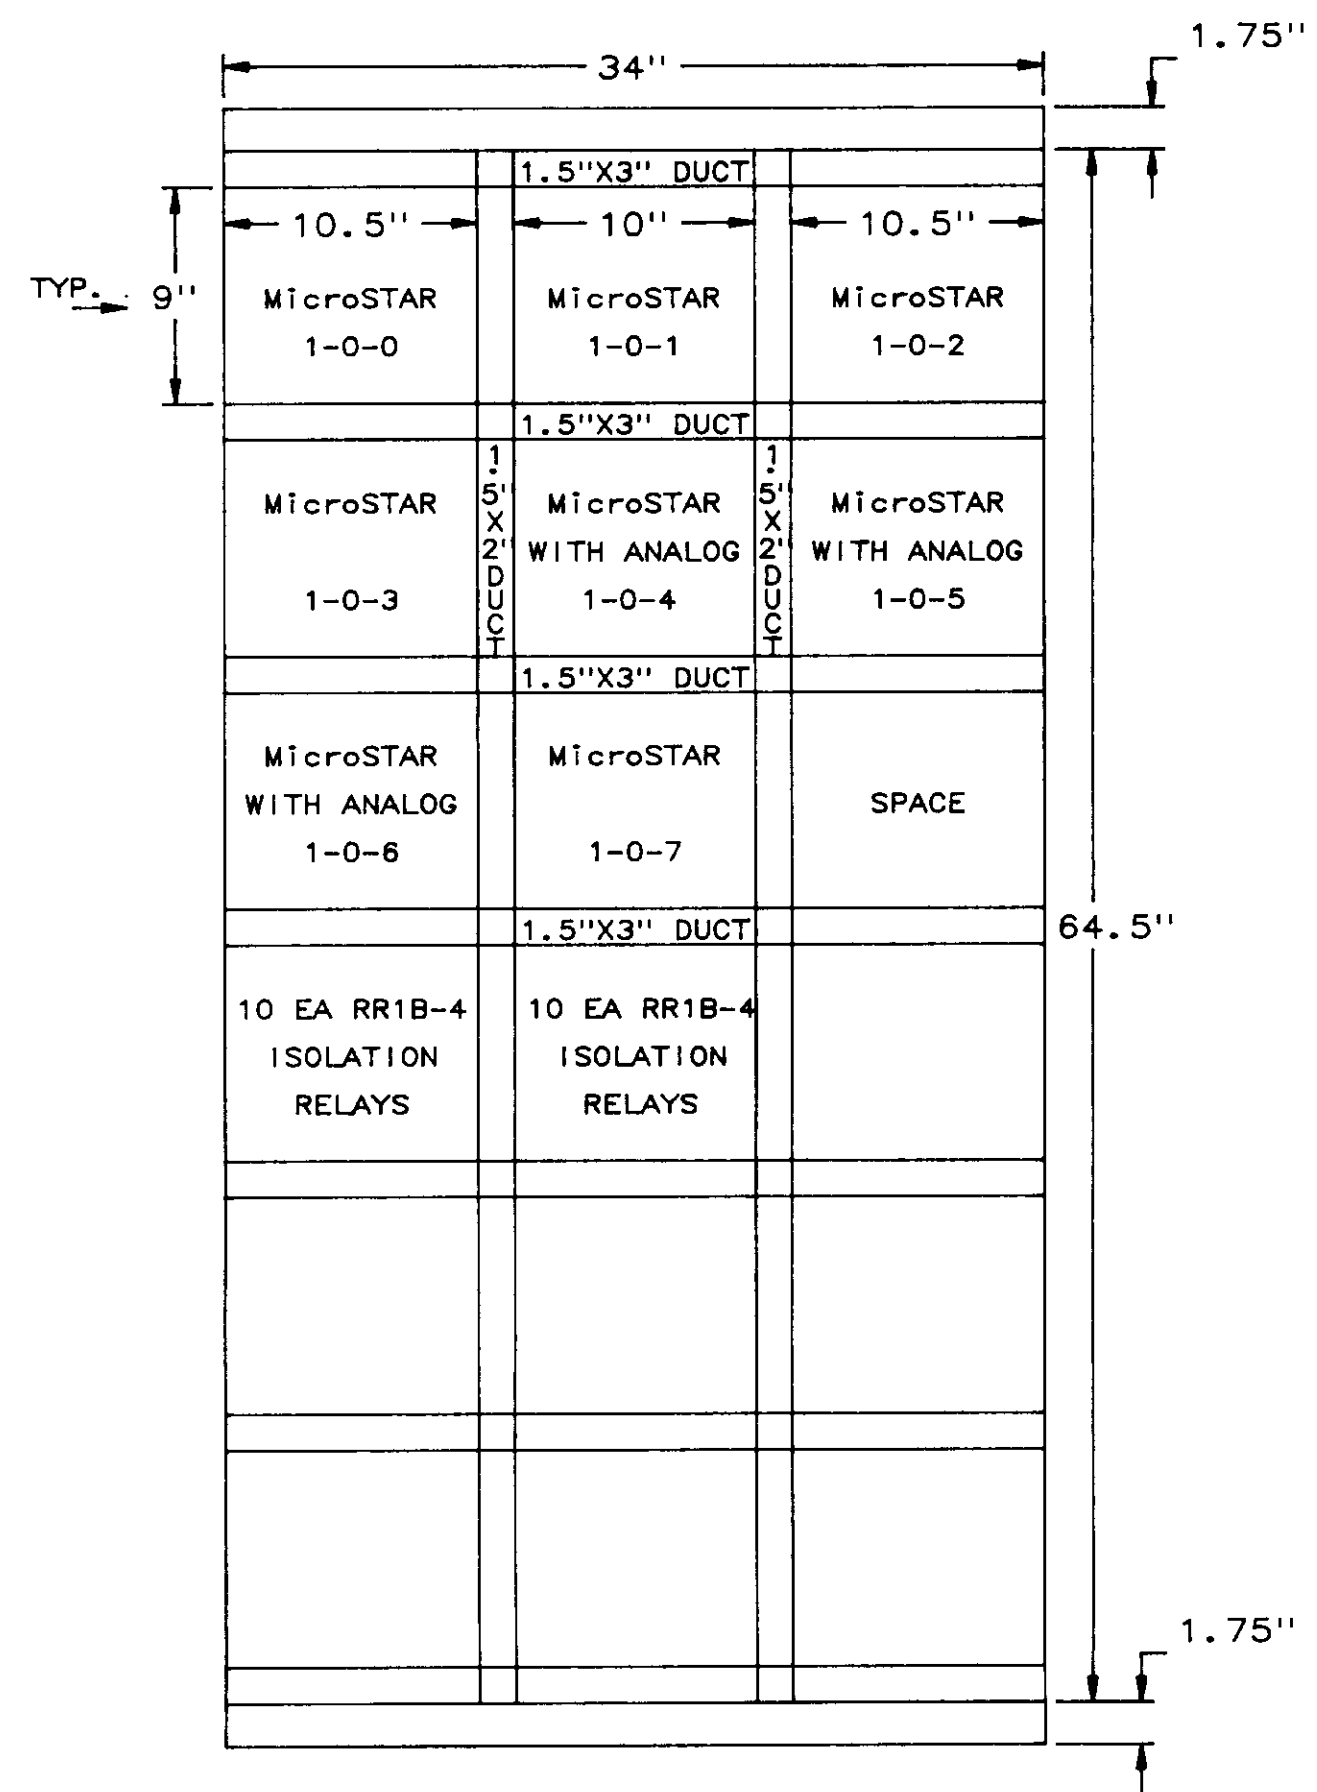 1.75"
34"
1.5"X3" DUCT
10.5"
10"
10.5"
TYP.
9"
MicroSTAR
1-0-0
MicroSTAR
1-0-1
MicroSTAR
1-0-2
1.5"X3" DUCT
MicroSTAR
1-0-3
1.5"X2" DUCT
MicroSTAR
WITH ANALOG
1-0-4
1.5"X2" DUCT
MicroSTAR
WITH ANALOG
1-0-5
1.5"X3" DUCT
MicroSTAR
WITH ANALOG
1-0-6
MicroSTAR
1-0-7
SPACE
1.5"X3" DUCT
64.5"
10 EA RR1B-4
ISOLATION
RELAYS
10 EA RR1B-4
ISOLATION
RELAYS
1.75"